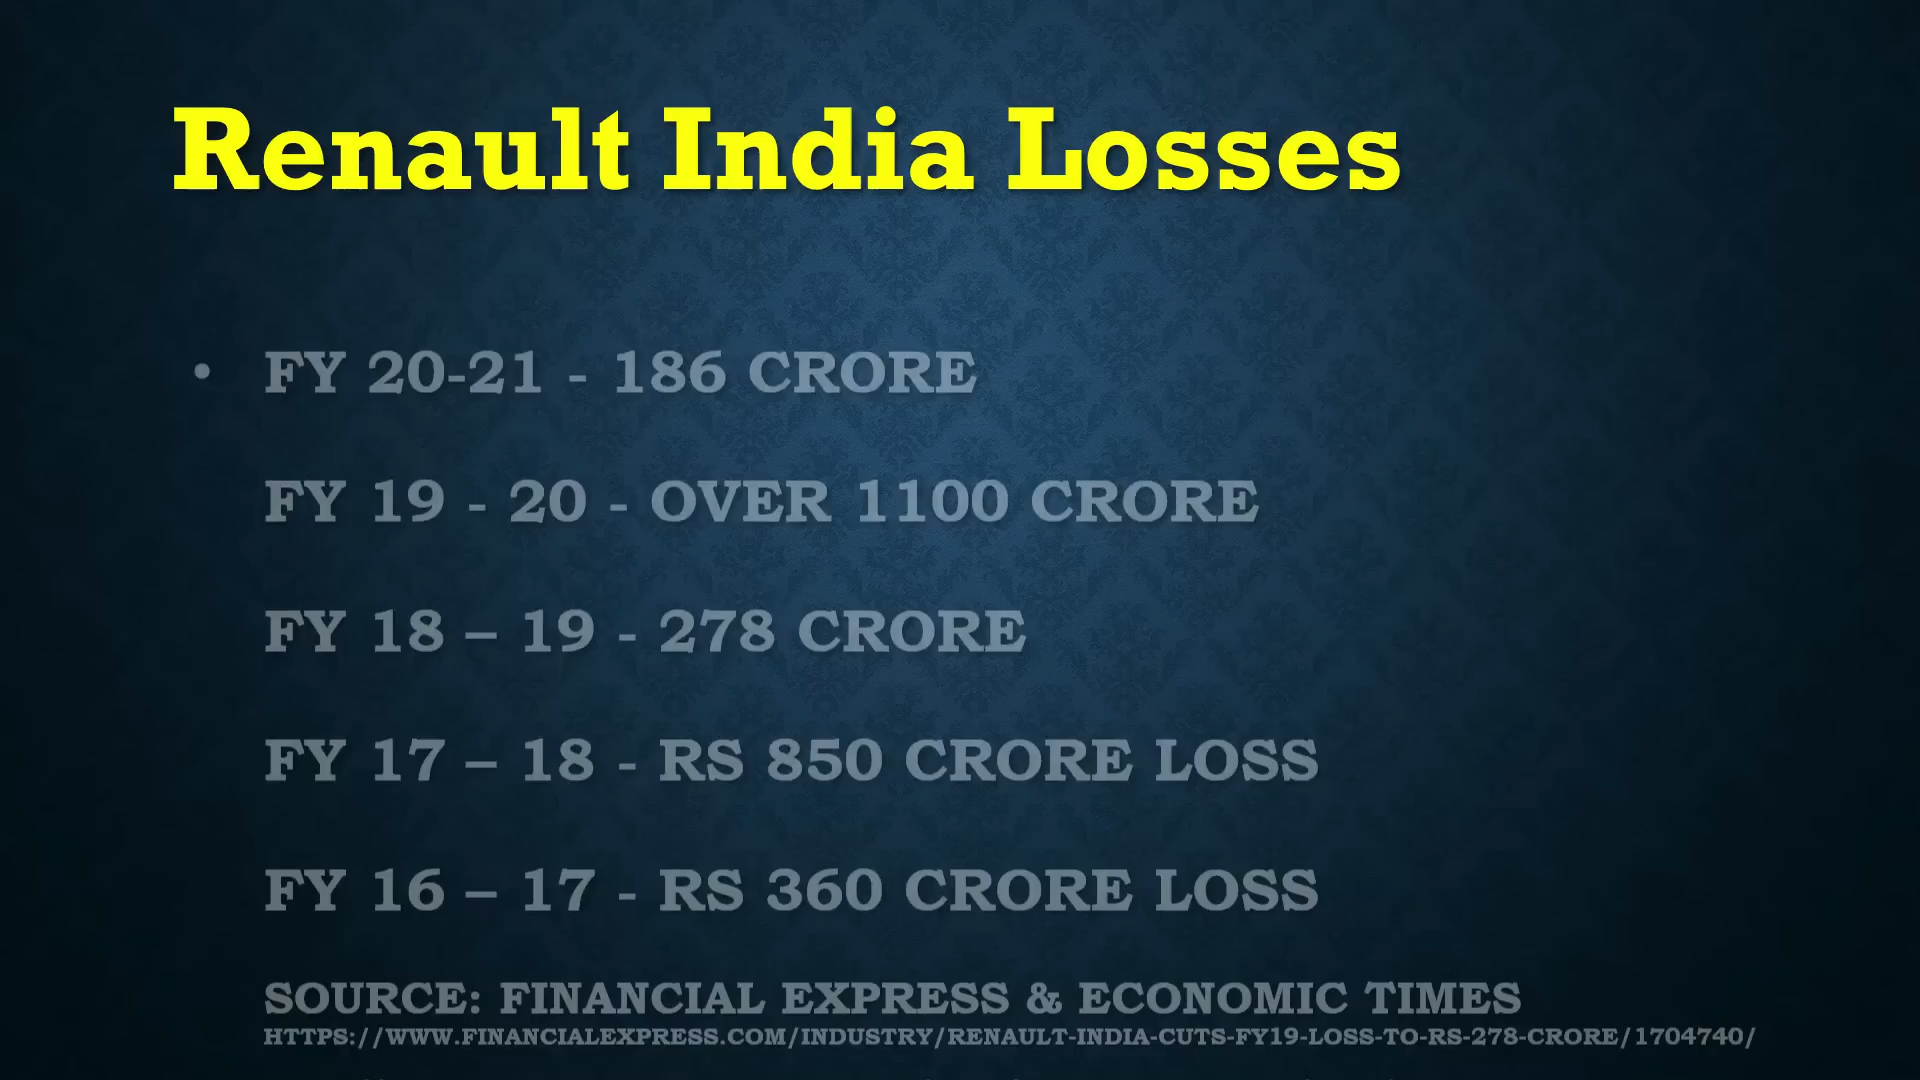 Renault India Losses
• FY 20-21 - 186 CRORE
FY 19 - 20 - OVER 1100 CRORE
FY 18 – 19 - 278 CRORE
FY 17 – 18 - RS 850 CRORE LOSS
FY 16 – 17 - RS 360 CRORE LOSS
SOURCE: FINANCIAL EXPRESS & ECONOMIC TIMES
HTTPS://WWW.FINANCIALEXPRESS.COM/INDUSTRY/RENAULT-INDIA-CUTS-FY19-LOSS-TO-RS-278-CRORE/1704740/